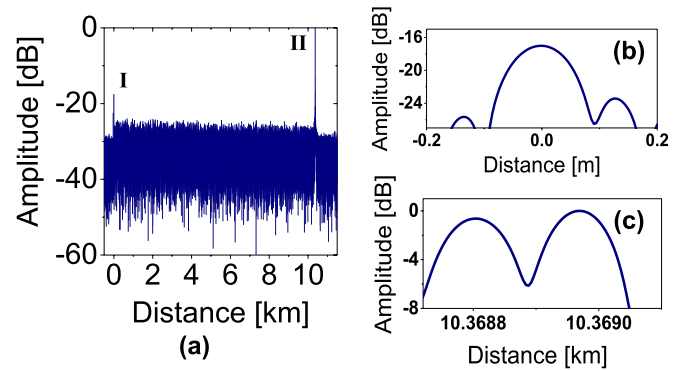 Amplitude [dB]
0
-20
-40
-60
I
II
0 2 4 6 8 10
Distance [km]
(a)
Amplitude [dB]
-16
-20
-24
(b)
-0.2 0.0 0.2
Distance [m]
Amplitude [dB]
0
-4
-8
(c)
10.3688 10.3690
Distance [km]